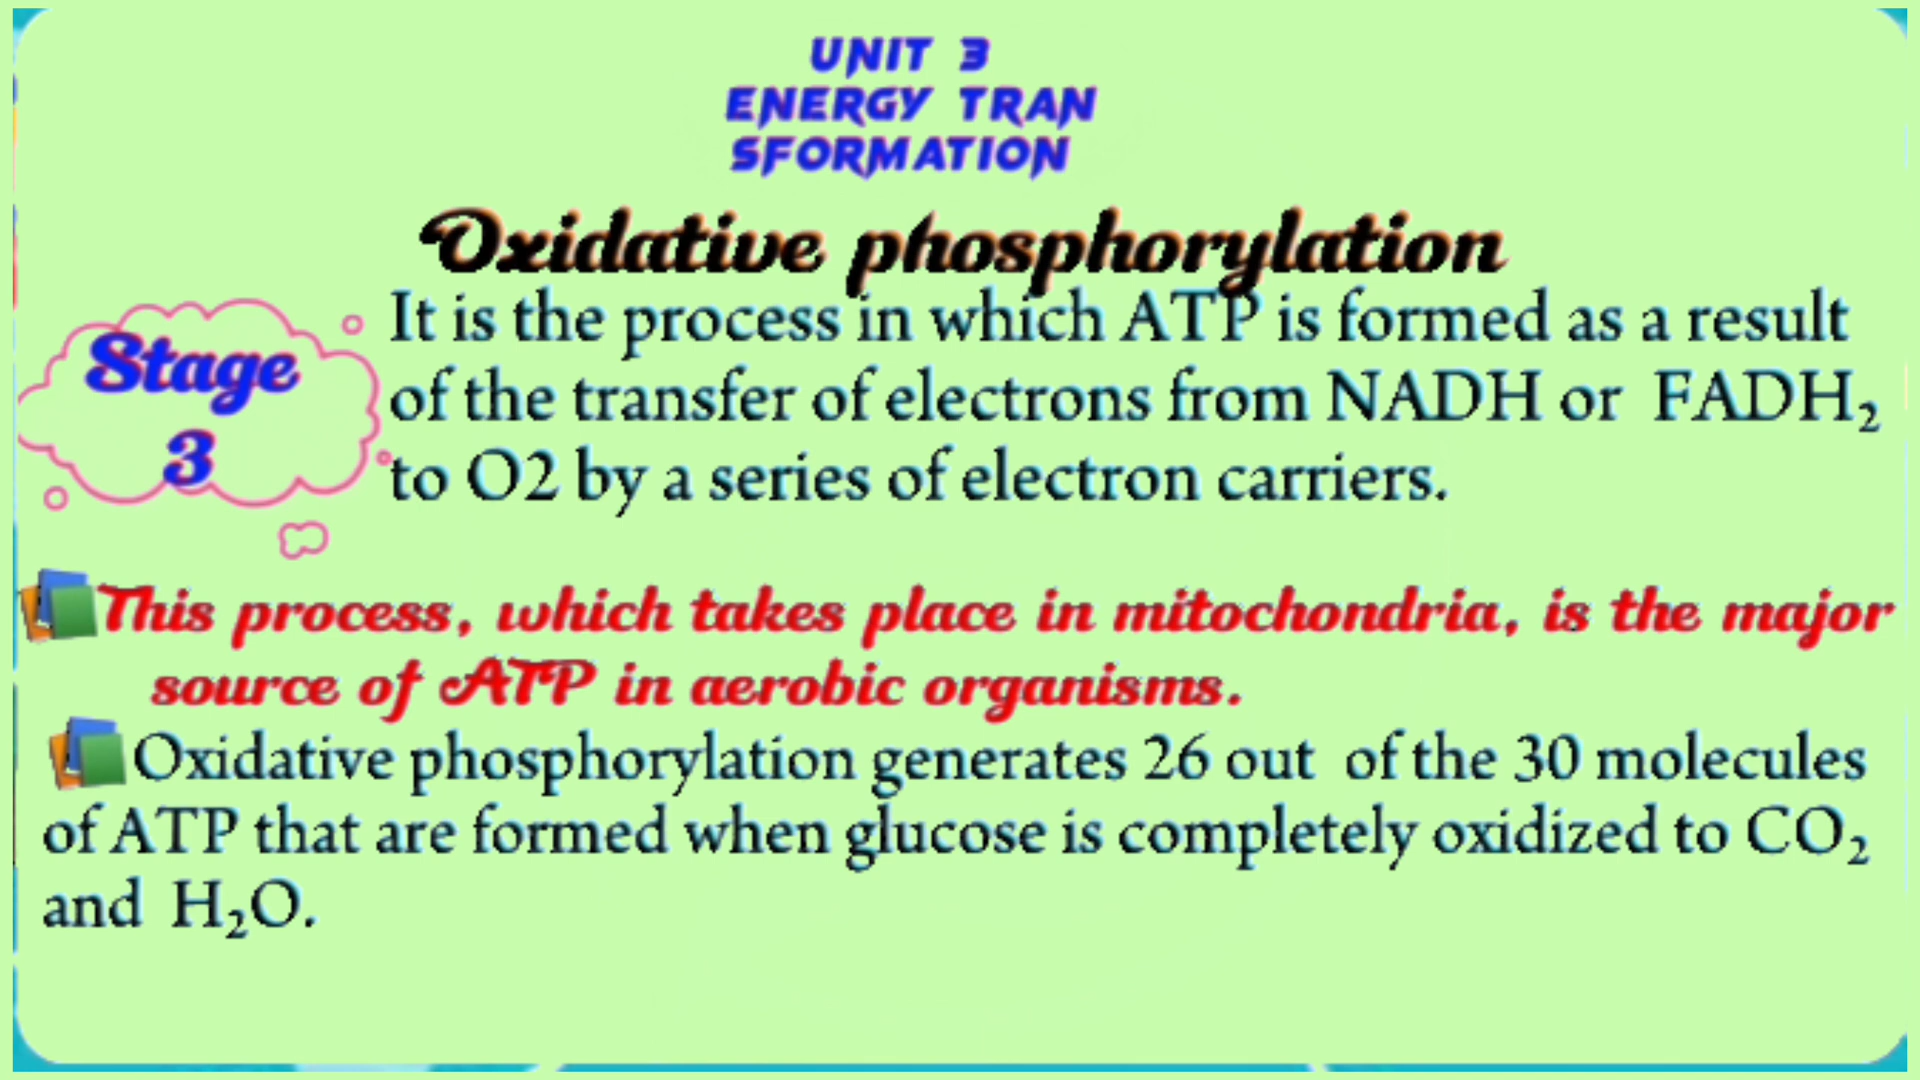 UNIT 3
ENERGY TRAN
SFORMATION
Oxidative phosphorylation
Stage
3
It is the process in which ATP is formed as a result
of the transfer of electrons from NADH or FADH₂
to O2 by a series of electron carriers.
This process, which takes place in mitochondria, is the major
source of ATP in aerobic organisms.
Oxidative phosphorylation generates 26 out of the 30 molecules
of ATP that are formed when glucose is completely oxidized to CO₂
and H₂O.